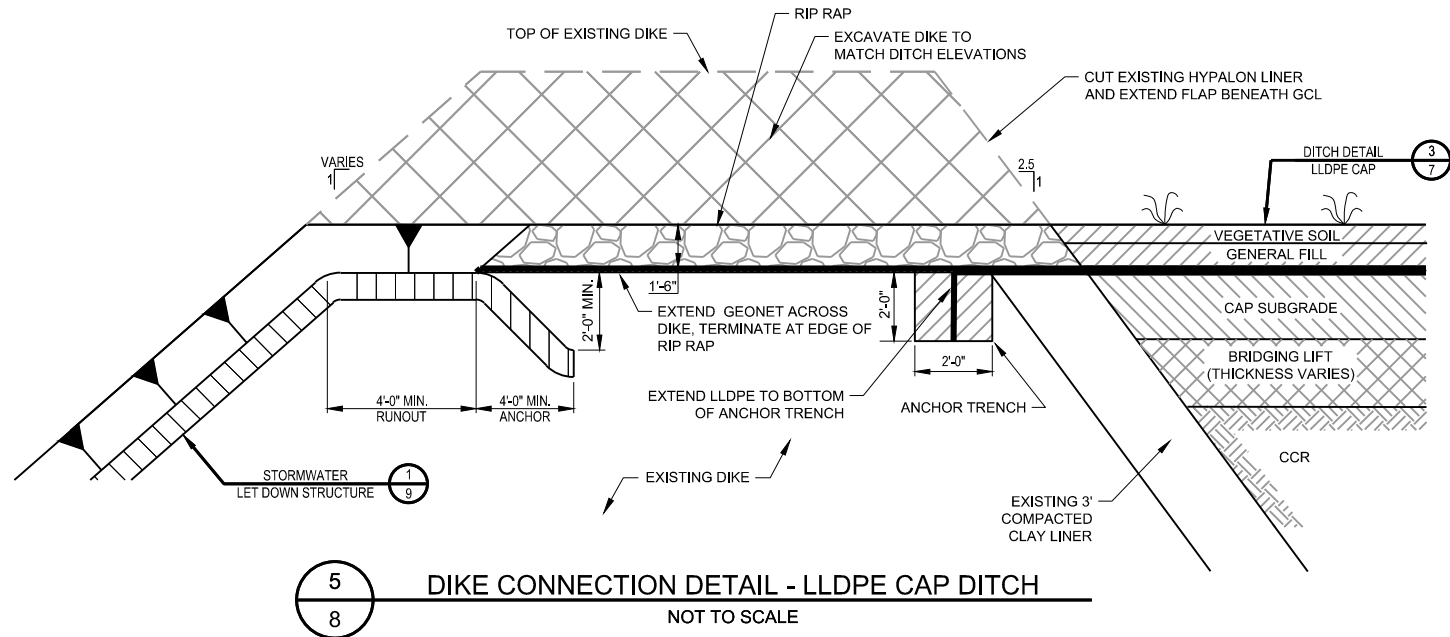 RIP RAP
TOP OF EXISTING DIKE
EXCAVATE DIKE TO
MATCH DITCH ELEVATIONS
CUT EXISTING HYPALON LINER
AND EXTEND FLAP BENEATH GCL
VARIES
1
2.5
1
DITCH DETAIL
LLDPE CAP
3
7
VEGETATIVE SOIL
GENERAL FILL
1'-6"
2'-0" MIN.
EXTEND GEONET ACROSS
DIKE, TERMINATE AT EDGE OF
RIP RAP
2'-0"
2'-0"
CAP SUBGRADE
BRIDGING LIFT
(THICKNESS VARIES)
4'-0" MIN.
RUNOUT
4'-0" MIN.
ANCHOR
EXTEND LLDPE TO BOTTOM
OF ANCHOR TRENCH
ANCHOR TRENCH
CCR
STORMWATER
LET DOWN STRUCTURE
1
9
EXISTING DIKE
EXISTING 3'
COMPACTED
CLAY LINER
5
8
DIKE CONNECTION DETAIL - LLDPE CAP DITCH
NOT TO SCALE